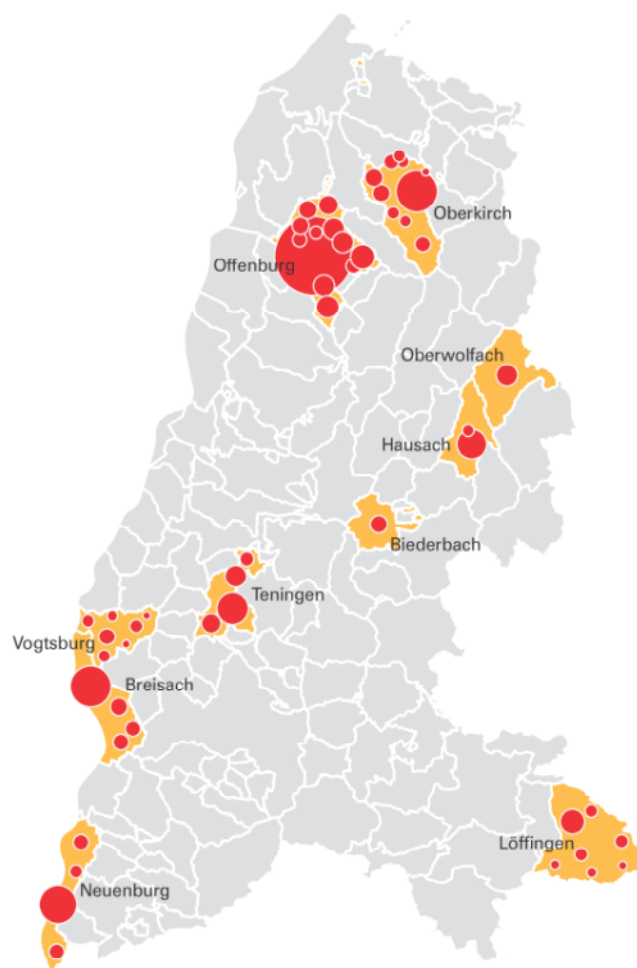 Oberkirch
Offenburg
Oberwolfach
Hausach
Biederbach
Teningen
Vogtsburg
Breisach
Löffingen
Neuenburg